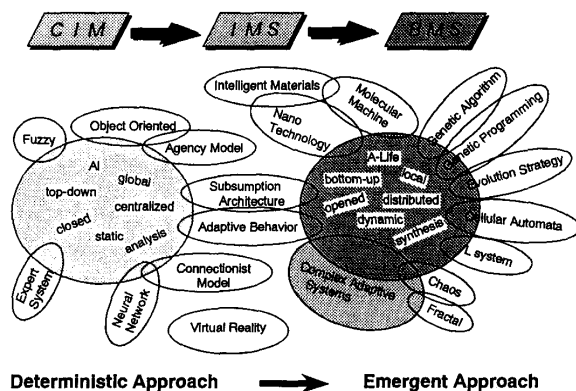 CIM
IMS
BMS
Intelligent Materials
Molecular
Machine
Nano
Technology
Genetic Algorithm
Genetic Programming
Evolution Strategy
Cellular Automata
L system
Chaos
Fractal
Fuzzy
Object Oriented
Agency Model
AI
global
top-down
centralized
closed
static
analysis
Subsumption
Architecture
Adaptive Behavior
A-Life
local
bottom-up
opened
distributed
dynamic
synthesis
Complex Adaptive
Systems
Expert
System
Neural
Network
Connectionist
Model
Virtual Reality
Deterministic Approach
Emergent Approach